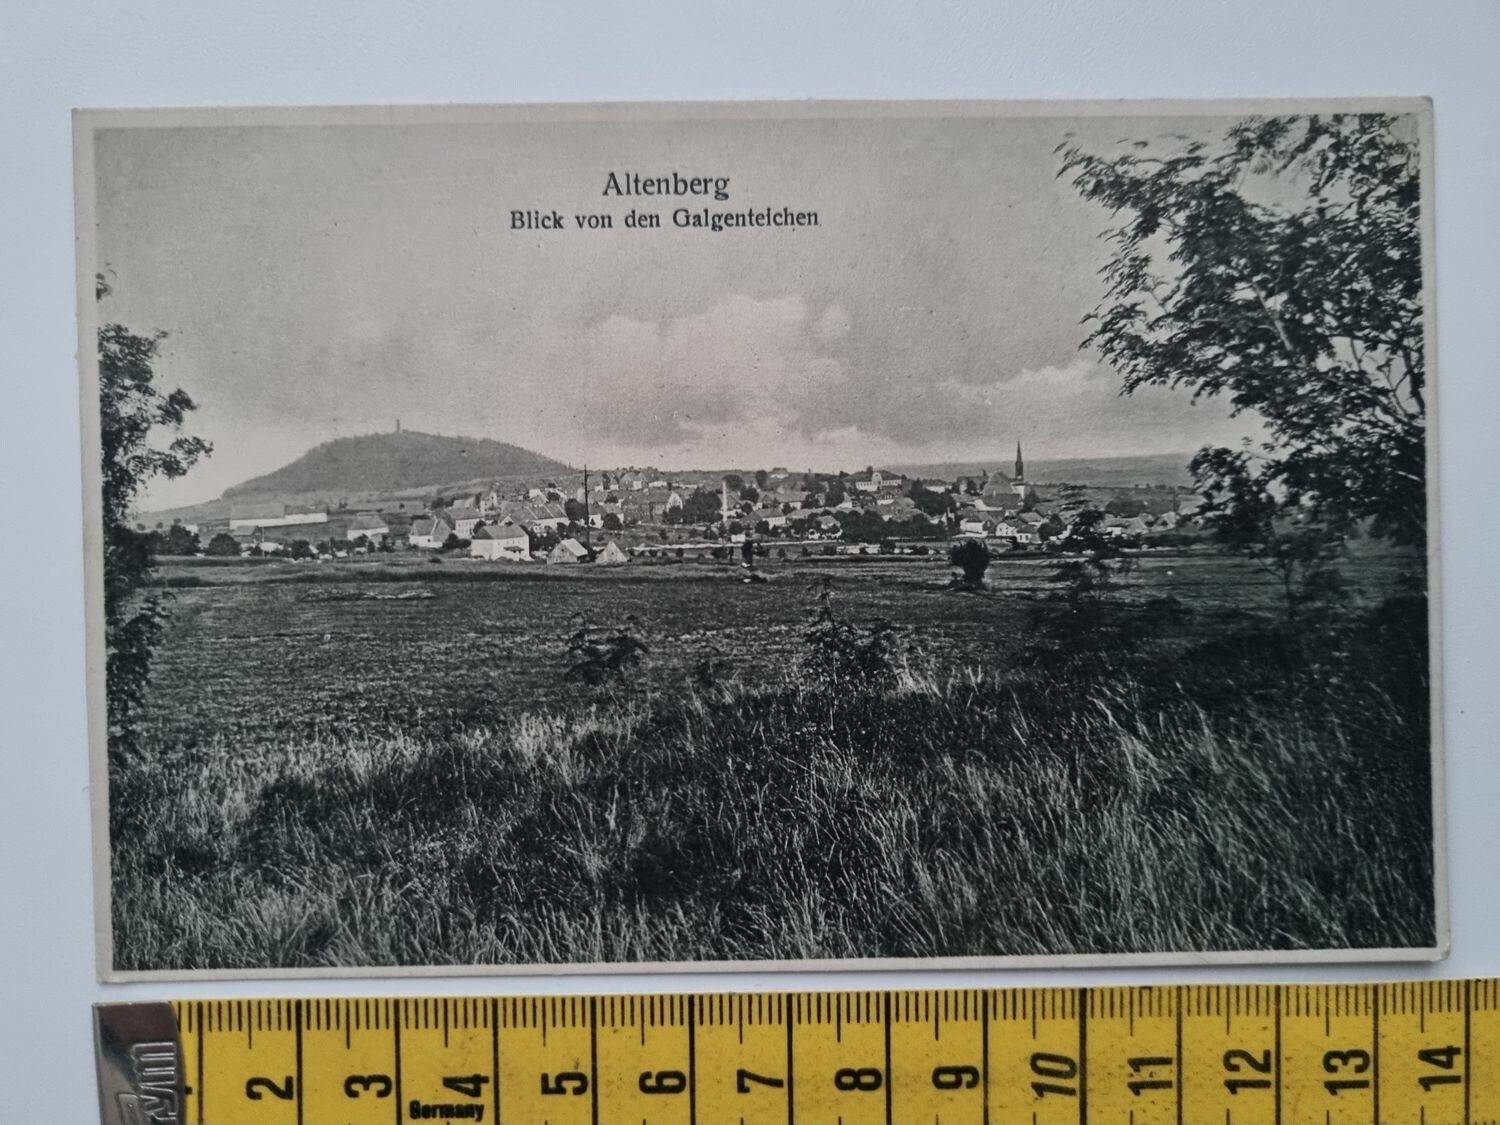 Altenberg
Blick von den Galgenteichen
2 3 4 5 6 7 8 9 10 11 12 13 14
Germany
Prym